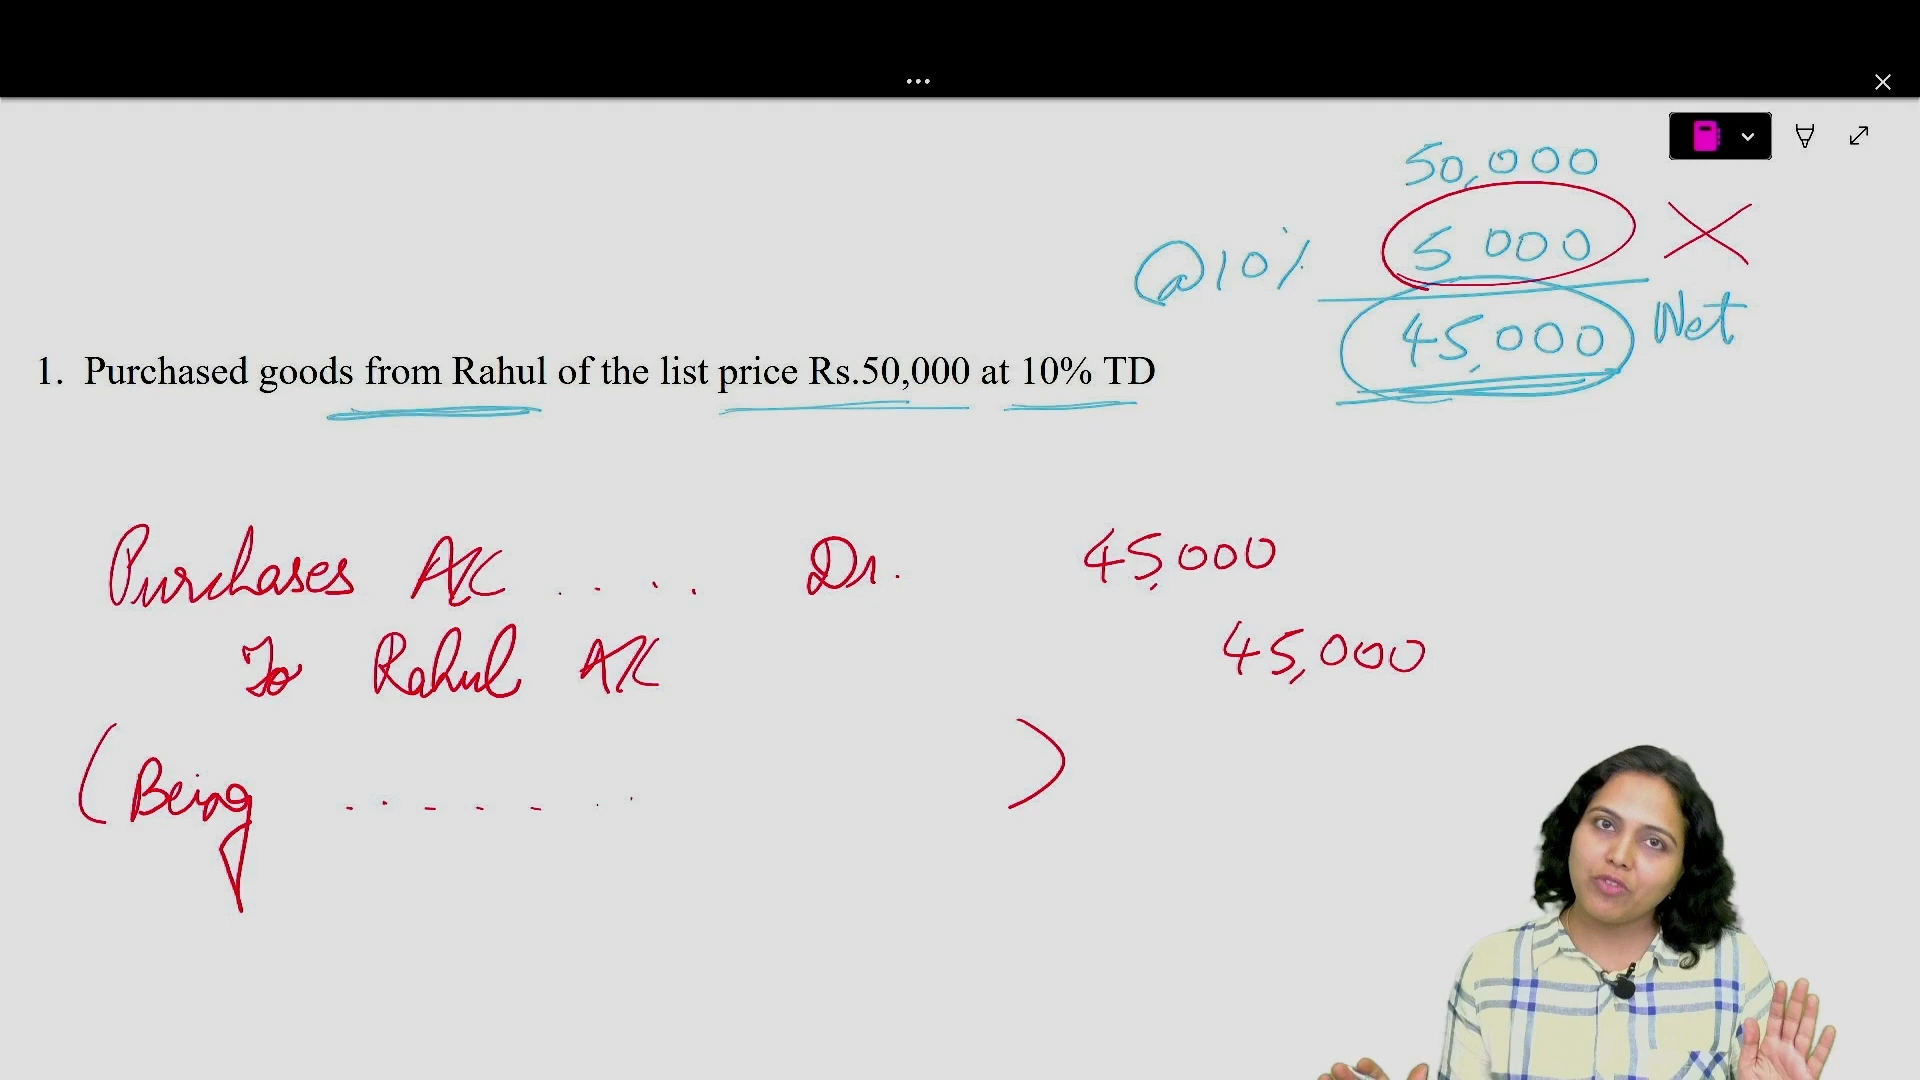 50,000
@10% 5 000
45,000 Net
1. Purchased goods from Rahul of the list price Rs.50,000 at 10% TD
Purchases A/C .... Dr. 45,000
To Rahul A/C 45,000
(Being ....... )